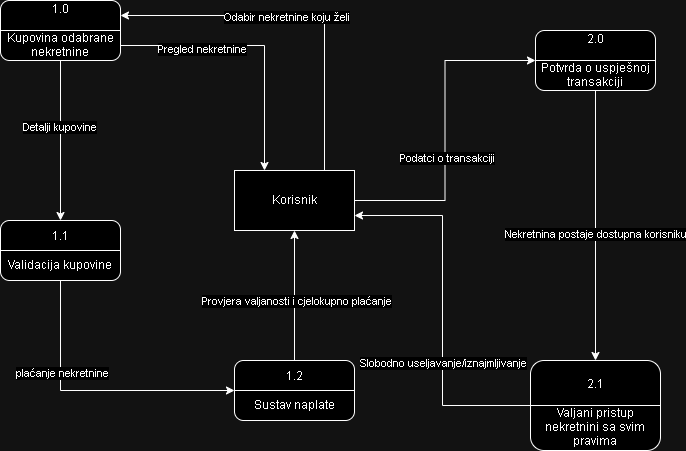 1.0
Kupovina odabrane
nekretnine
Odabir nekretnine koju želi
Pregled nekretnine
2.0
Potvrda o uspješnoj
transakciji
Detalji kupovine
Podatci o transakciji
Korisnik
1.1
Validacija kupovine
Nekretnina postaje dostupna korisniku
Provjera valjanosti i cjelokupno plaćanje
plaćanje nekretnine
Slobodno useljavanje/iznajmljivanje
1.2
Sustav naplate
2.1
Valjani pristup
nekretnini sa svim
pravima